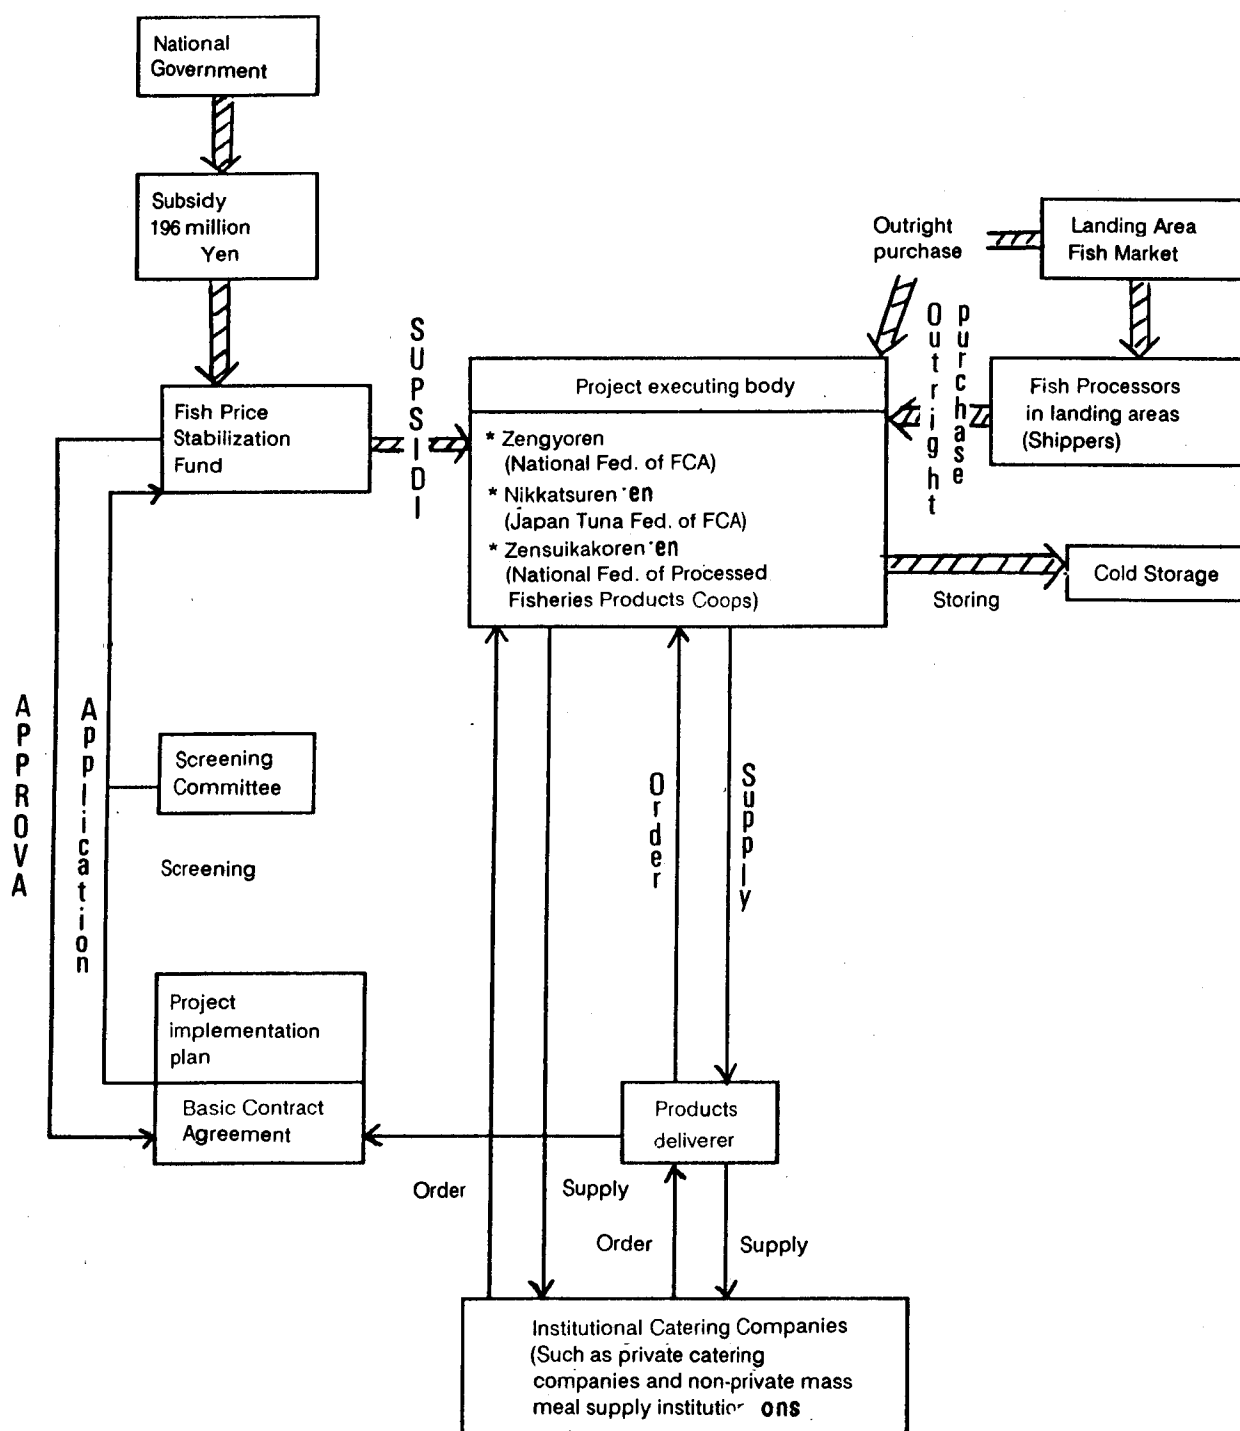 National
Government
Subsidy
196 million
Yen
Outright
purchase
Landing Area
Fish Market
SUPSIDI
Outright
purchase
Fish Price
Stabilization
Fund
Project executing body
* Zengyoren
(National Fed. of FCA)
* Nikkatsuren en
(Japan Tuna Fed. of FCA)
* Zensuikakoren en
(National Fed. of Processed
Fisheries Products Coops)
Fish Processors
in landing areas
(Shippers)
Cold Storage
Storing
APPROVA
Application
Screening
Committee
Screening
Order
Supply
Project
implementation
plan
Basic Contract
Agreement
Products
deliverer
Order
Supply
Order
Supply
Institutional Catering Companies
(Such as private catering
companies and non-private mass
meal supply institutions ons